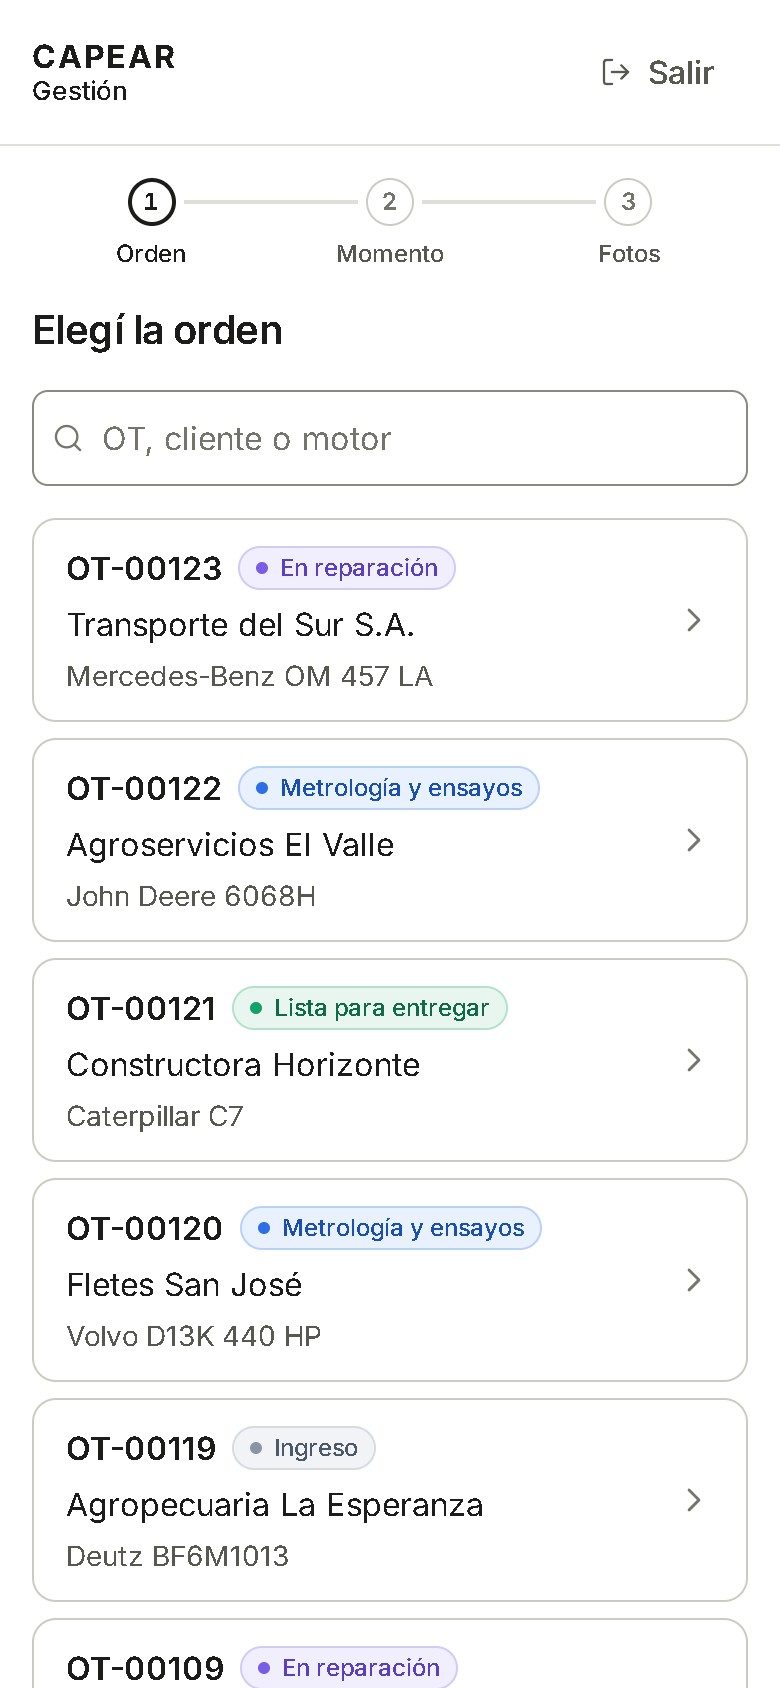 CAPEAR
Gestión
Salir
1
2
3
Orden
Momento
Fotos
Elegí la orden
OT, cliente o motor
OT-00123 En reparación
Transporte del Sur S.A.
Mercedes-Benz OM 457 LA
OT-00122 Metrología y ensayos
Agroservicios El Valle
John Deere 6068H
OT-00121 Lista para entregar
Constructora Horizonte
Caterpillar C7
OT-00120 Metrología y ensayos
Fletes San José
Volvo D13K 440 HP
OT-00119 Ingreso
Agropecuaria La Esperanza
Deutz BF6M1013
OT-00109 En reparación